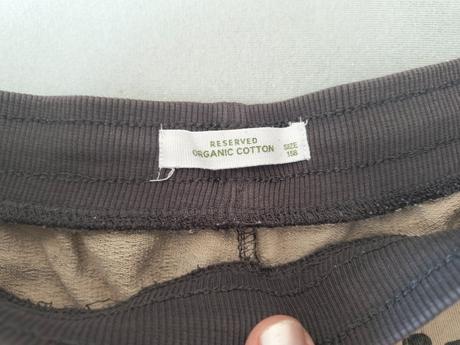 RESERVED
ORGANIC COTTON
SIZE
158